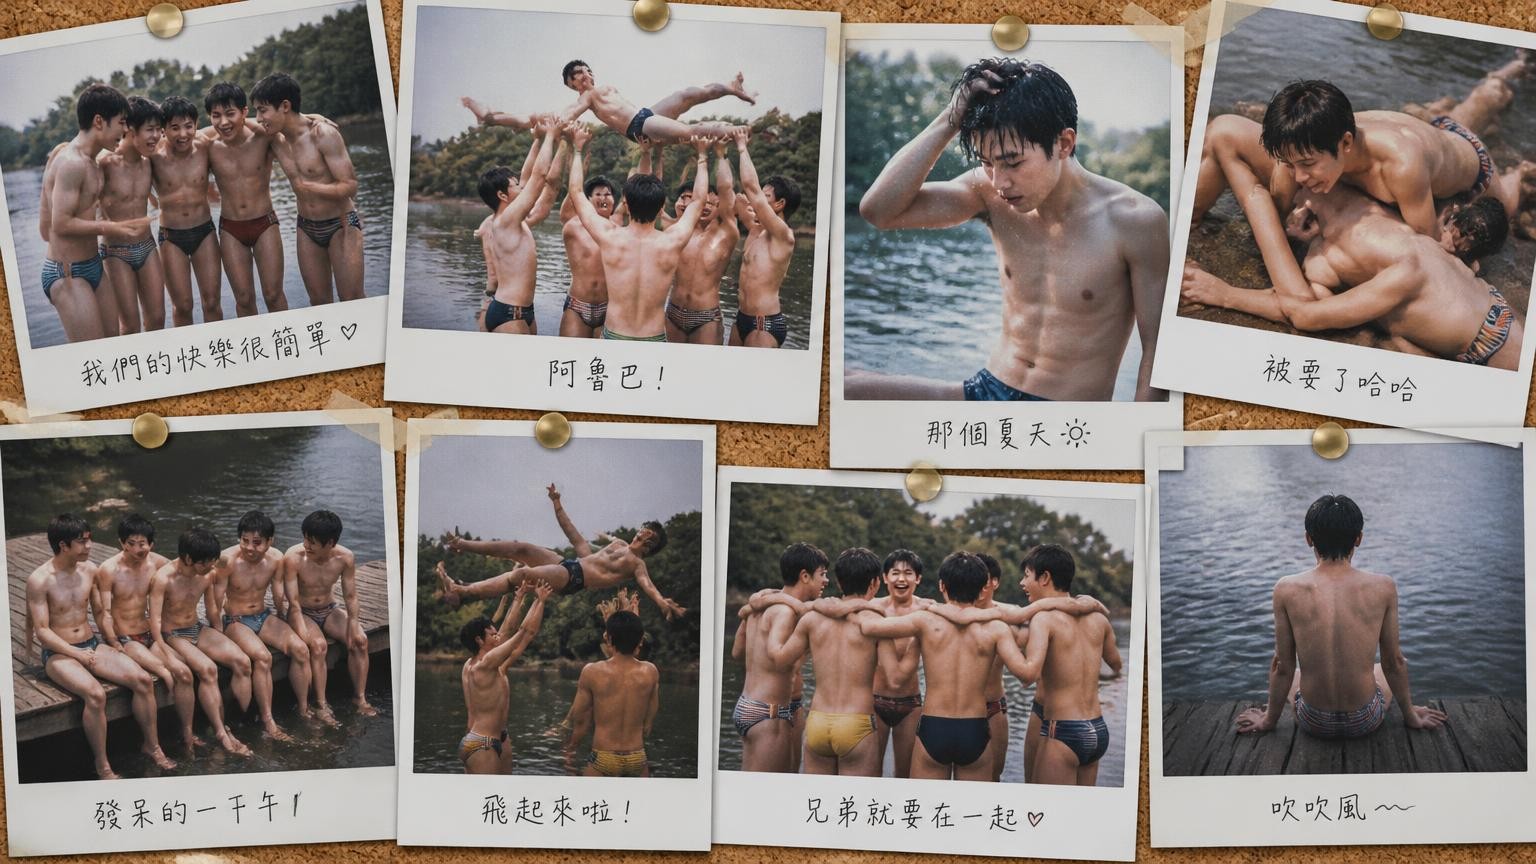 我們的快樂很簡單♡
阿魯巴！
那個夏天☀
被耍了哈哈
發呆的一下午
飛起來啦！
兄弟就要在一起♡
吹吹風～